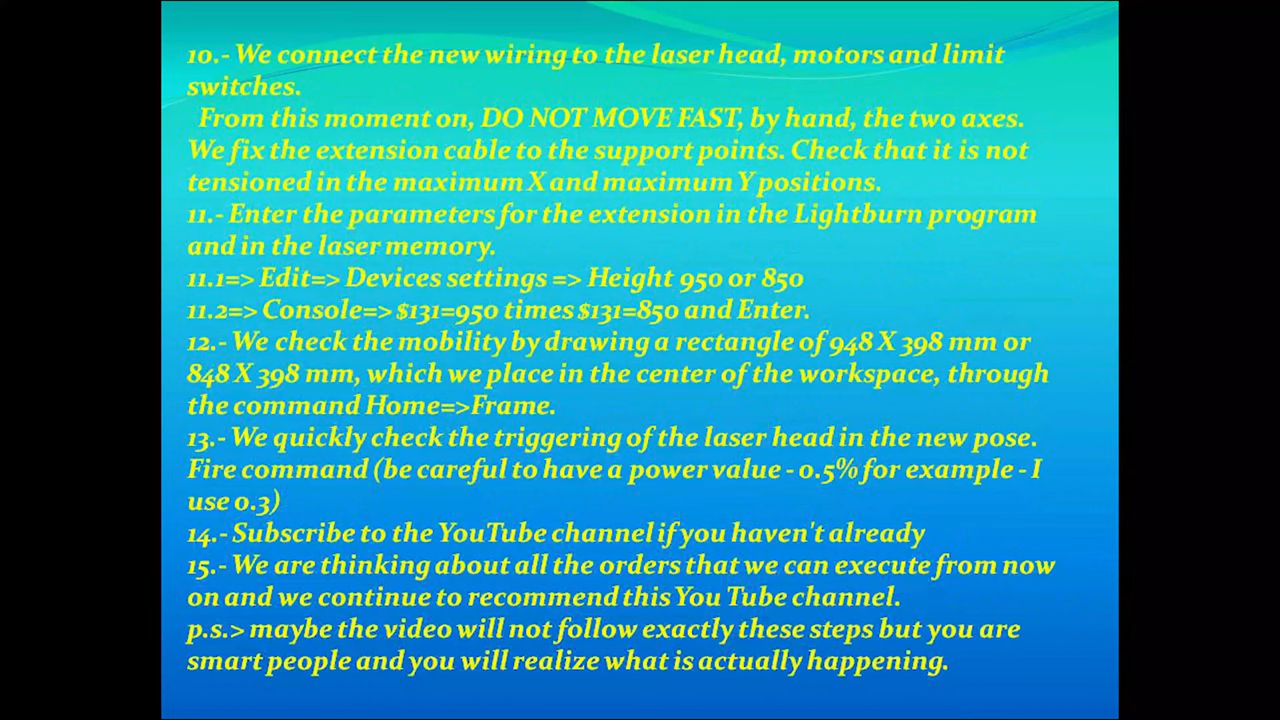 10.- We connect the new wiring to the laser head, motors and limit
switches.
From this moment on, DO NOT MOVE FAST, by hand, the two axes.
We fix the extension cable to the support points. Check that it is not
tensioned in the maximum X and maximum Y positions.
11.- Enter the parameters for the extension in the Lightburn program
and in the laser memory.
11.1=> Edit=> Devices settings => Height 950 or 850
11.2=> Console=> $131=950 times $131=850 and Enter.
12.- We check the mobility by drawing a rectangle of 948 X 398 mm or
848 X 398 mm, which we place in the center of the workspace, through
the command Home=>Frame.
13.- We quickly check the triggering of the laser head in the new pose.
Fire command (be careful to have a power value - 0.5% for example - I
use 0.3)
14.- Subscribe to the YouTube channel if you haven't already
15.- We are thinking about all the orders that we can execute from now
on and we continue to recommend this You Tube channel.
p.s.> maybe the video will not follow exactly these steps but you are
smart people and you will realize what is actually happening.